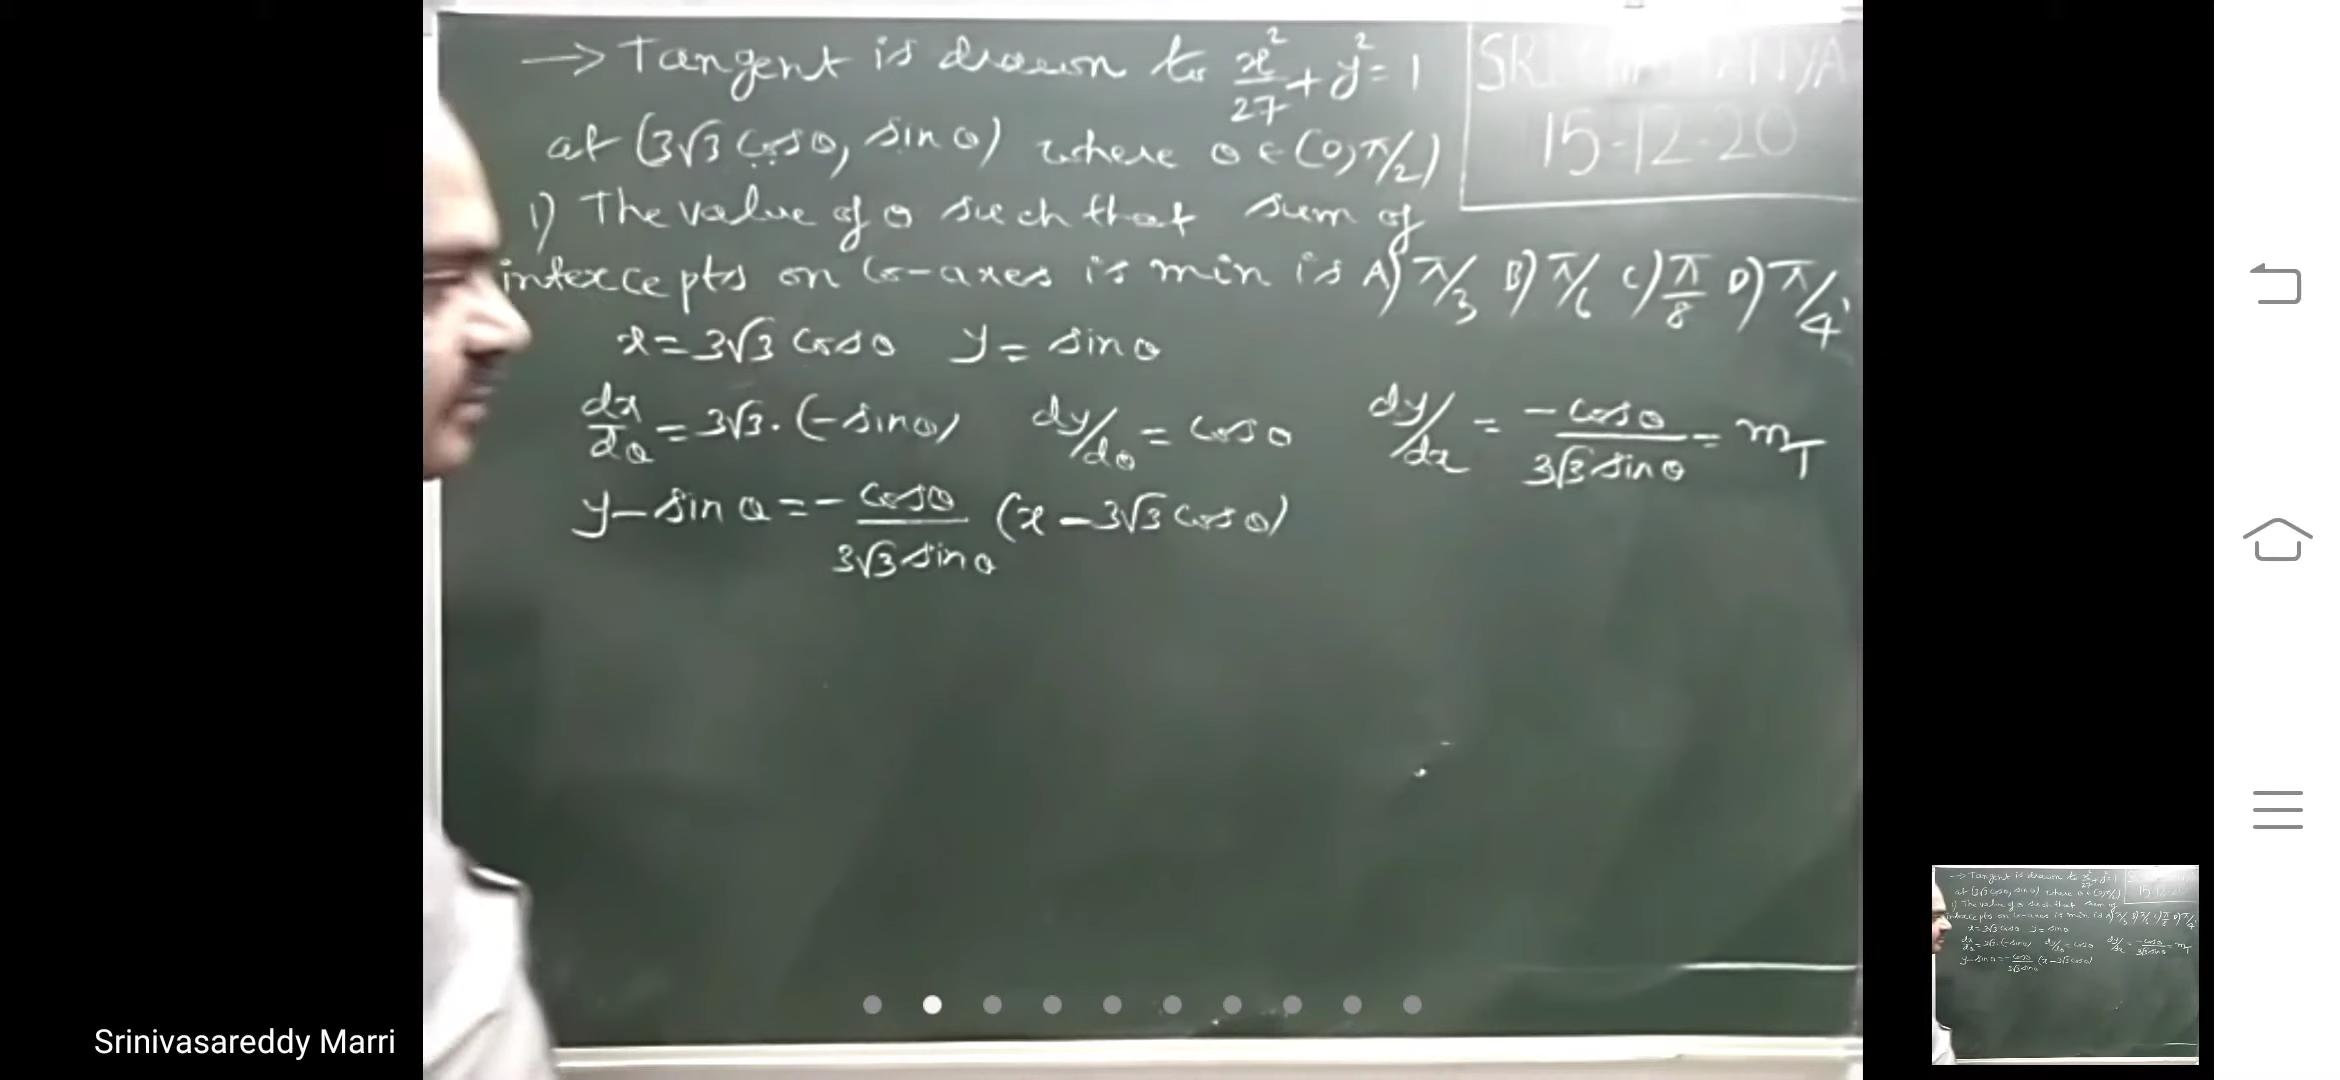 → Tangent is drawn to x²/27 + y² = 1
at (3√3 cosθ, sinθ) where θ ∈ (0, π/2)
SRI
15-12-20
1) The value of θ such that sum of
intercepts on co-axes is min is A) π/3 B) π/6 C) π/8 D) π/4
x = 3√3 cosθ y = sinθ
dx/dθ = 3√3 · (-sinθ) dy/dθ = cosθ dy/dx = -cosθ/3√3 sinθ = m_T
y - sinθ = - cosθ/3√3 sinθ (x - 3√3 cosθ)
Srinivasareddy Marri